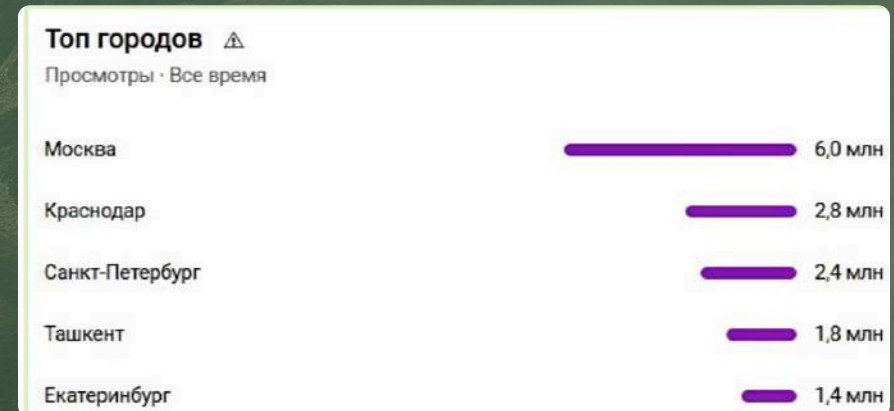 Топ городов
Просмотры · Все время
Москва 6,0 млн
Краснодар 2,8 млн
Санкт-Петербург 2,4 млн
Ташкент 1,8 млн
Екатеринбург 1,4 млн